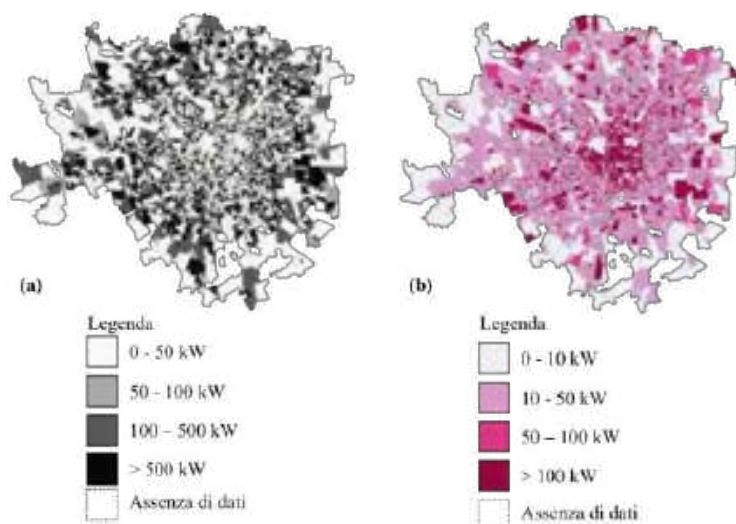 (a)
Legenda
0 - 50 kW
50 - 100 kW
100 – 500 kW
> 500 kW
Assenza di dati
(b)
Legenda
0 - 10 kW
10 - 50 kW
50 – 100 kW
> 100 kW
Assenza di dati